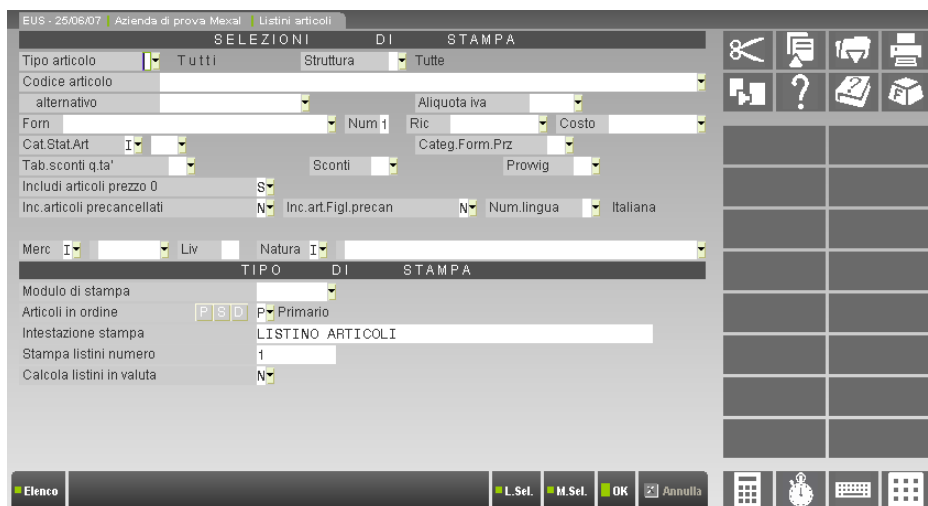 EUS - 25/06/07 Azienda di prova Mexal Listini articoli
SELEZIONI DI STAMPA
Tipo articolo Tutti Struttura Tutte
Codice articolo
alternativo Aliquota iva
Forn Num 1 Ric Costo
Cat.Stat.Art I Categ.Form.Prz
Tab.sconti q.ta' Sconti Prowig
Includi articoli prezzo 0 S
Inc.articoli precancellati N Inc.art.Figl.precan N Num.lingua Italiana
Merc I Liv Natura I
TIPO DI STAMPA
Modulo di stampa
Articoli in ordine P S D P Primario
Intestazione stampa LISTINO ARTICOLI
Stampa listini numero 1
Calcola listini in valuta N
Elenco L.Sel. M.Sel. OK Annulla